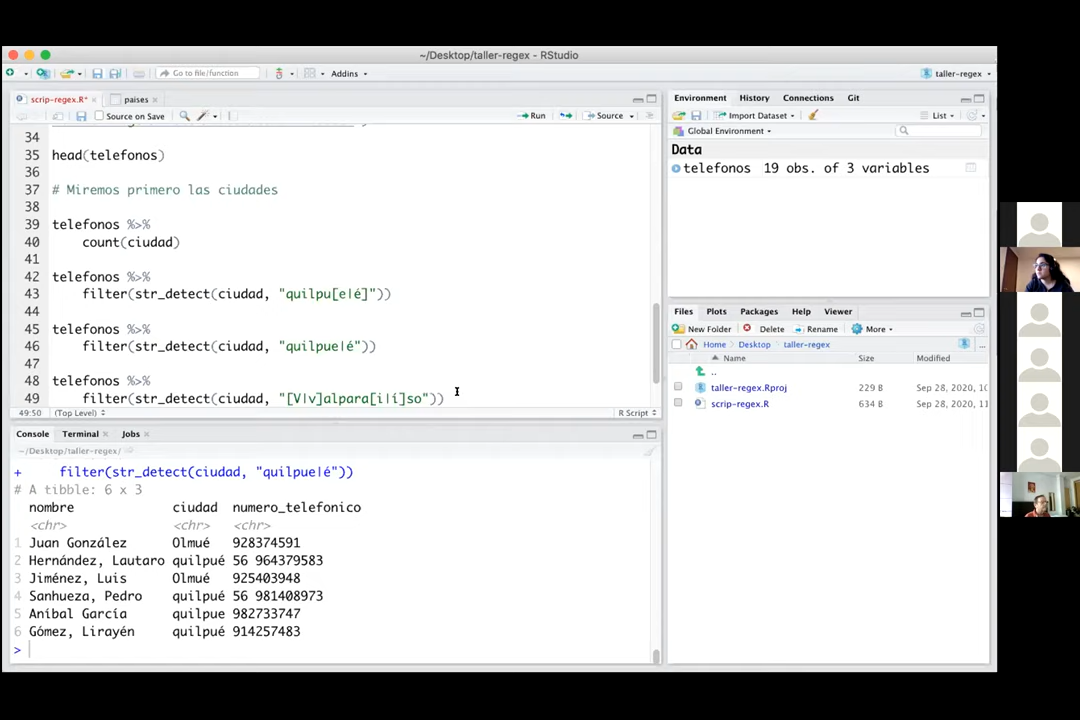 ~/Desktop/taller-regex - RStudio
Go to file/function
Addins
taller-regex
scrip-regex.R*
paises
Source on Save
Run
Source
34
35 head(telefonos)
36
37 # Miremos primero las ciudades
38
39 telefonos %>%
40 count(ciudad)
41
42 telefonos %>%
43 filter(str_detect(ciudad, "quilpu[e|é]"))
44
45 telefonos %>%
46 filter(str_detect(ciudad, "quilpue|é"))
47
48 telefonos %>%
49 filter(str_detect(ciudad, "[V|v]alpara[i|í]so"))
49:50 (Top Level) R Script
Console Terminal Jobs
~/Desktop/taller-regex/
+ filter(str_detect(ciudad, "quilpue|é"))
# A tibble: 6 x 3
nombre ciudad numero_telefonico
<chr> <chr> <chr>
1 Juan González Olmué 928374591
2 Hernández, Lautaro quilpué 56 964379583
3 Jiménez, Luis Olmué 925403948
4 Sanhueza, Pedro quilpué 56 981408973
5 Aníbal García quilpue 982733747
6 Gómez, Lirayén quilpué 914257483
>
Environment History Connections Git
Import Dataset List
Global Environment
Data
telefonos 19 obs. of 3 variables
Files Plots Packages Help Viewer
New Folder Delete Rename More
Home Desktop taller-regex ...
Name Size Modified
..
taller-regex.Rproj 229 B Sep 28, 2020, 10
scrip-regex.R 634 B Sep 28, 2020, 11